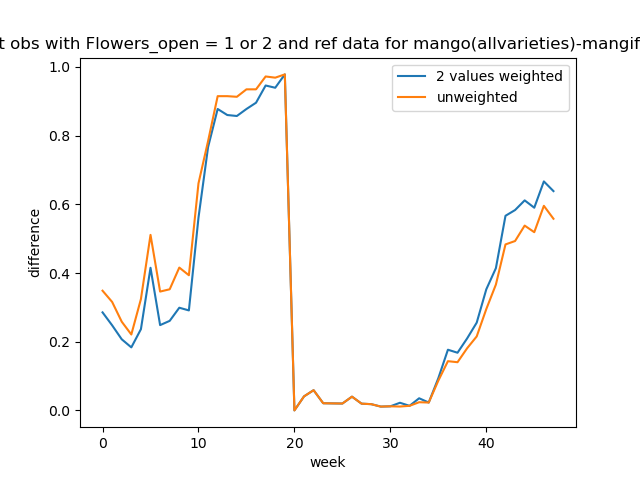 t obs with Flowers_open = 1 or 2 and ref data for mango(allvarieties)-mangif
2 values weighted
unweighted
difference
1.0
0.8
0.6
0.4
0.2
0.0
0 10 20 30 40
week